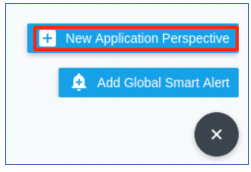 New Application Perspective
Add Global Smart Alert